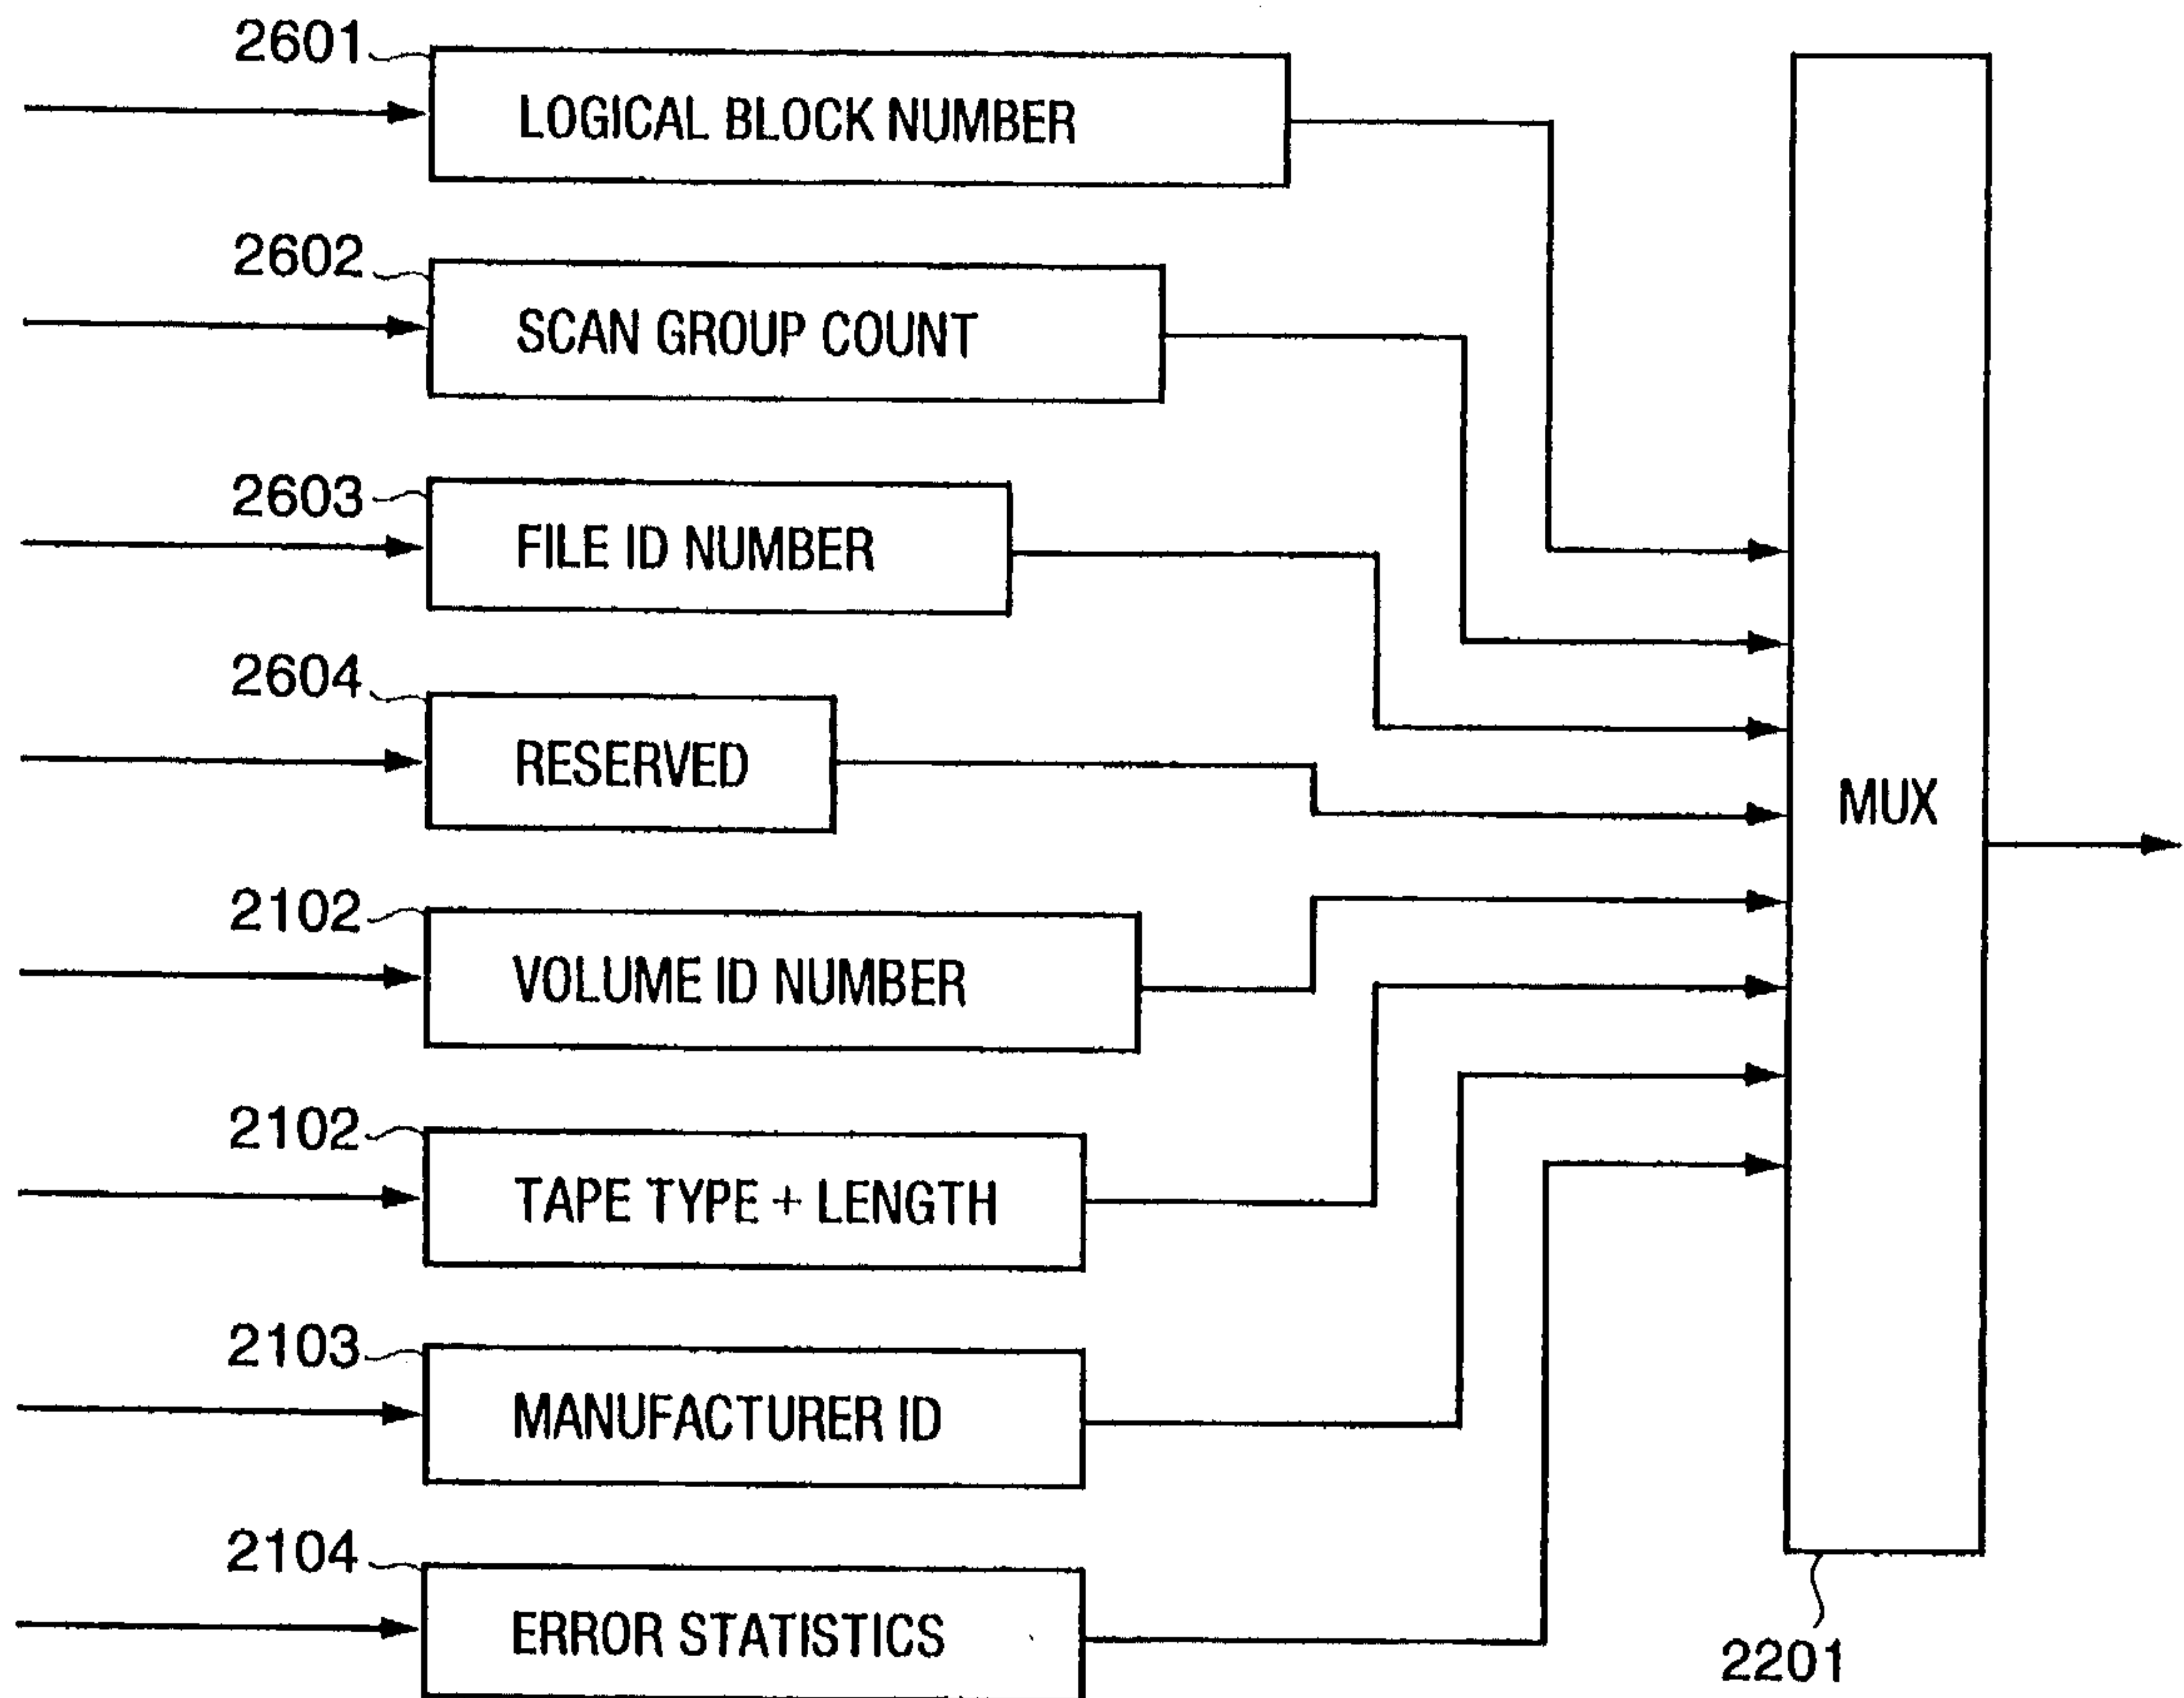 2601
LOGICAL BLOCK NUMBER
2602
SCAN GROUP COUNT
2603
FILE ID NUMBER
2604
RESERVED
MUX
2102
VOLUME ID NUMBER
2102
TAPE TYPE + LENGTH
2103
MANUFACTURER ID
2104
ERROR STATISTICS
2201